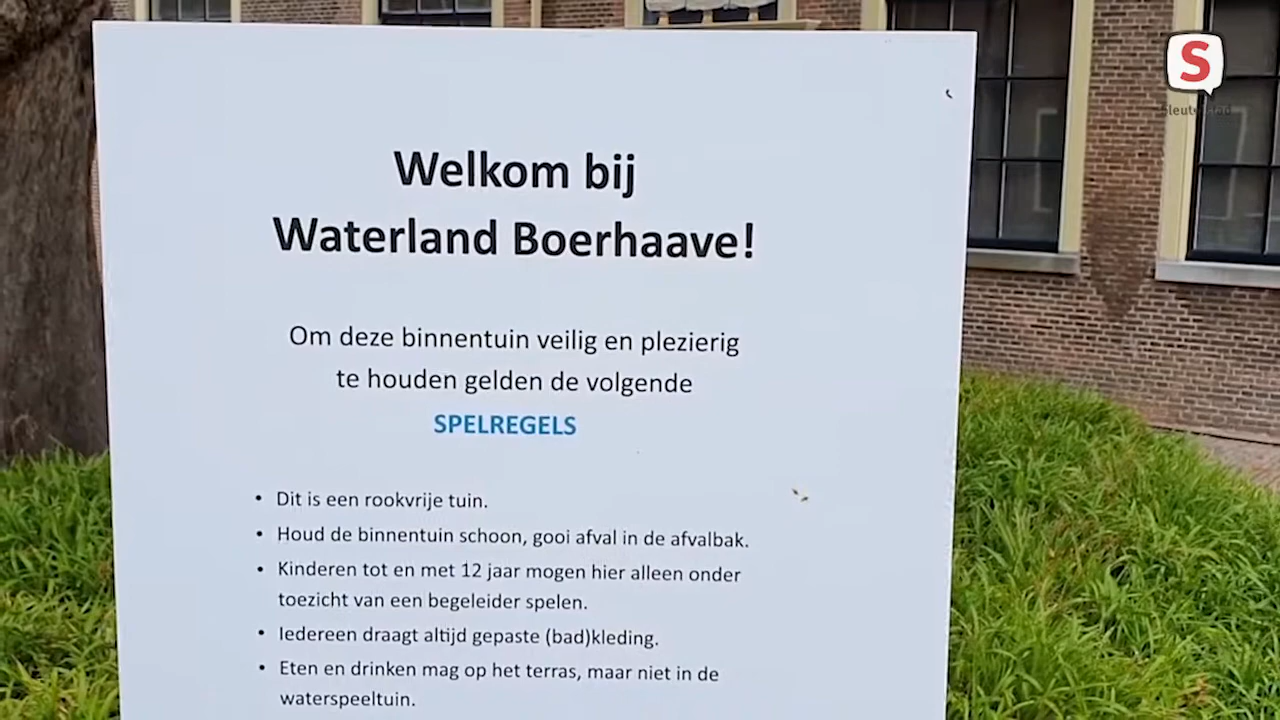 S
Sleutelstad
Welkom bij
Waterland Boerhaave!
Om deze binnentuin veilig en plezierig
te houden gelden de volgende
SPELREGELS
• Dit is een rookvrije tuin.
• Houd de binnentuin schoon, gooi afval in de afvalbak.
• Kinderen tot en met 12 jaar mogen hier alleen onder
toezicht van een begeleider spelen.
• Iedereen draagt altijd gepaste (bad)kleding.
• Eten en drinken mag op het terras, maar niet in de
waterspeeltuin.